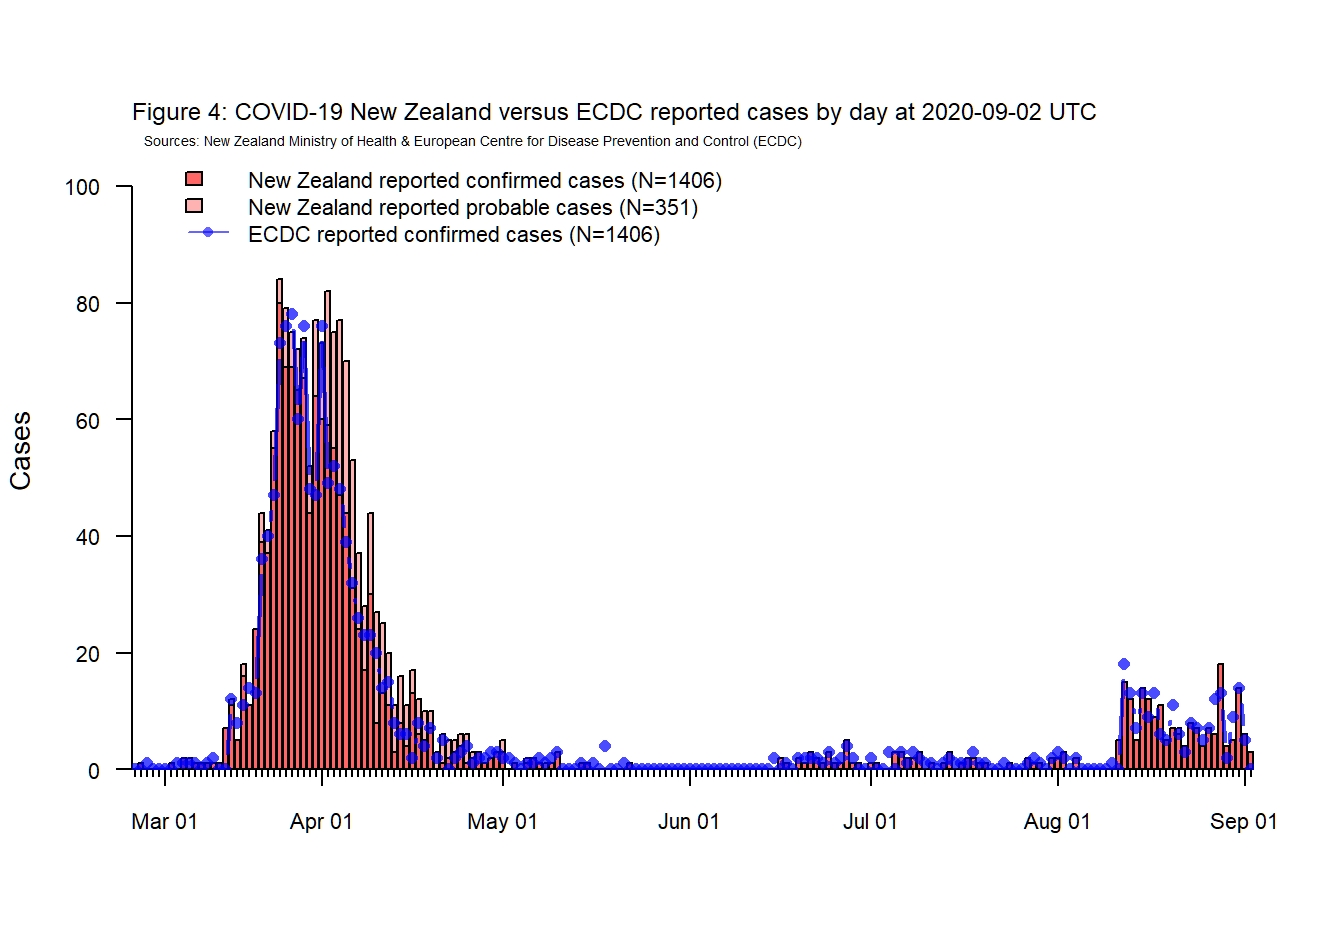 Figure 4: COVID-19 New Zealand versus ECDC reported cases by day at 2020-09-02 UTC
Sources: New Zealand Ministry of Health & European Centre for Disease Prevention and Control (ECDC)
New Zealand reported confirmed cases (N=1406)
New Zealand reported probable cases (N=351)
ECDC reported confirmed cases (N=1406)
Cases
100
80
60
40
20
0
Mar 01 Apr 01 May 01 Jun 01 Jul 01 Aug 01 Sep 01